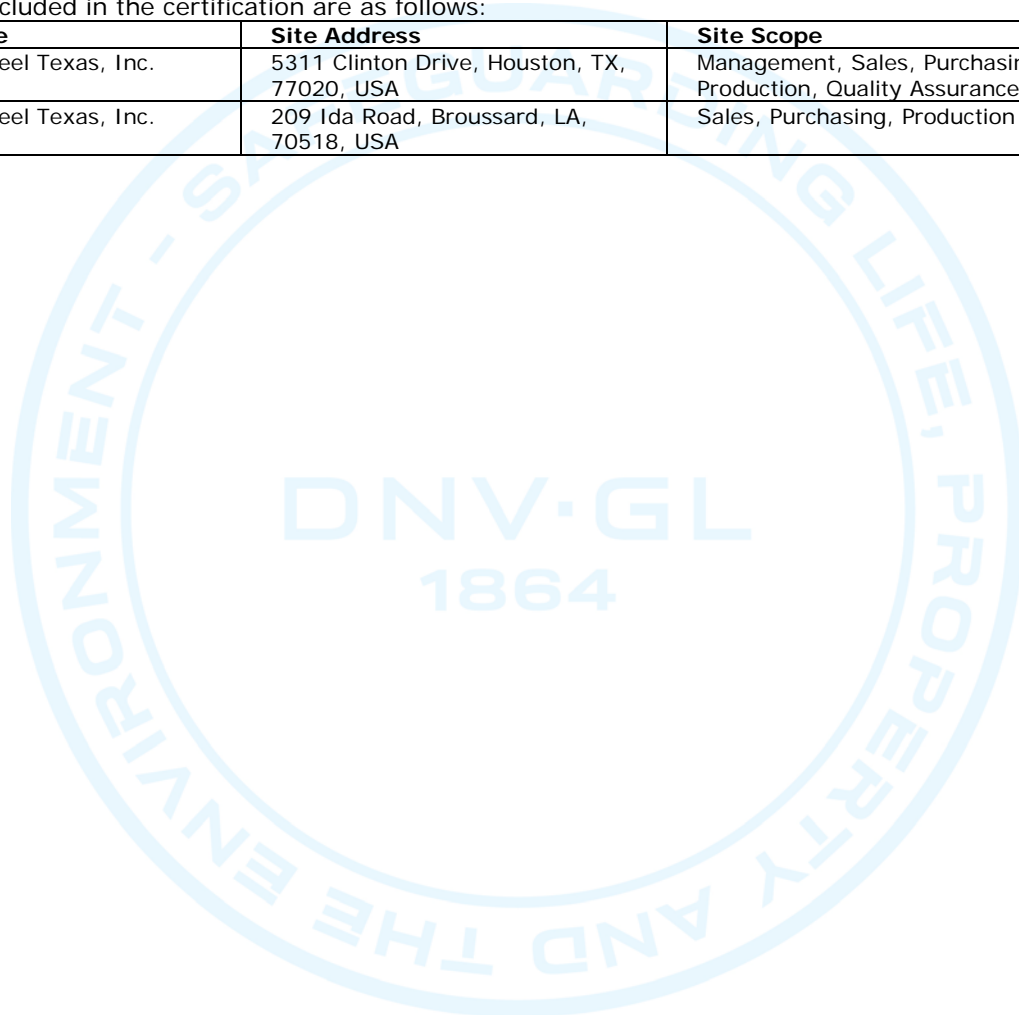 cluded in the certification are as follows:
e Site Address Site Scope
eel Texas, Inc. 5311 Clinton Drive, Houston, TX, Management, Sales, Purchasin
77020, USA Production, Quality Assurance
eel Texas, Inc. 209 Ida Road, Broussard, LA, Sales, Purchasing, Production
70518, USA
SAFEGUARDING LIFE, PROPERTY AND THE ENVIRONMENT -
DNV·GL
1864